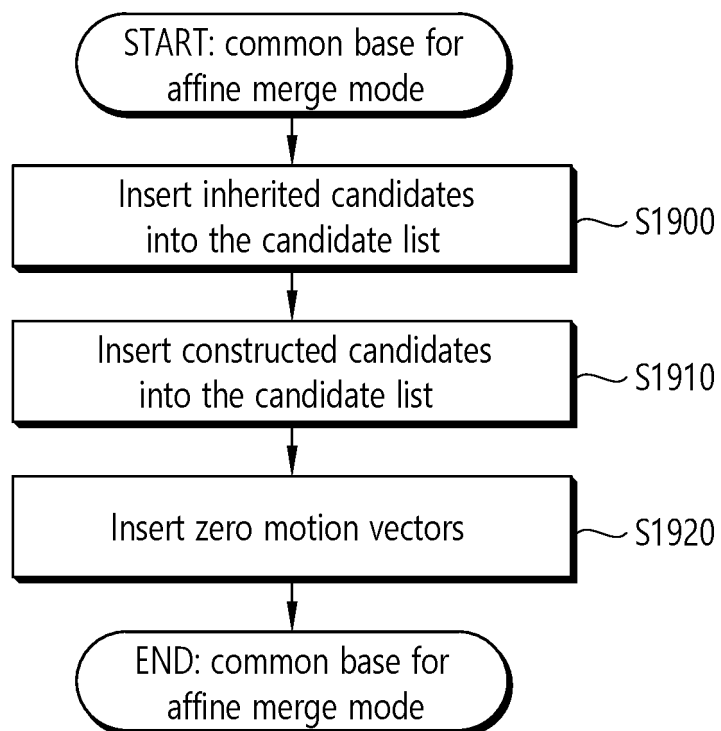 START: common base for
affine merge mode
Insert inherited candidates
into the candidate list
S1900
Insert constructed candidates
into the candidate list
S1910
Insert zero motion vectors
S1920
END: common base for
affine merge mode